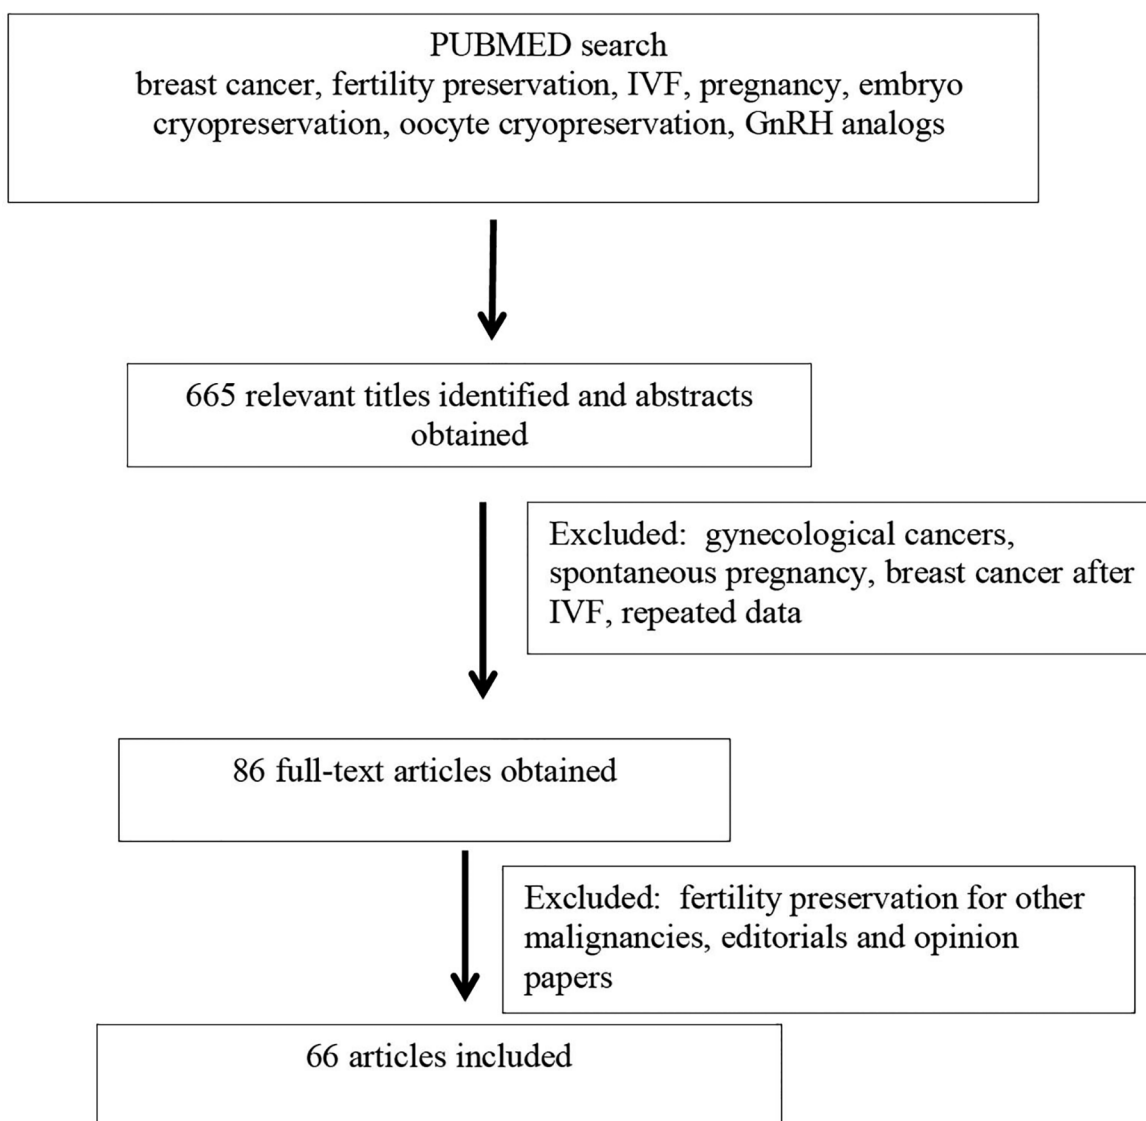 PUBMED search
breast cancer, fertility preservation, IVF, pregnancy, embryo
cryopreservation, oocyte cryopreservation, GnRH analogs
665 relevant titles identified and abstracts
obtained
Excluded:  gynecological cancers,
spontaneous pregnancy, breast cancer after
IVF, repeated data
86 full-text articles obtained
Excluded:  fertility preservation for other
malignancies, editorials and opinion
papers
66 articles included